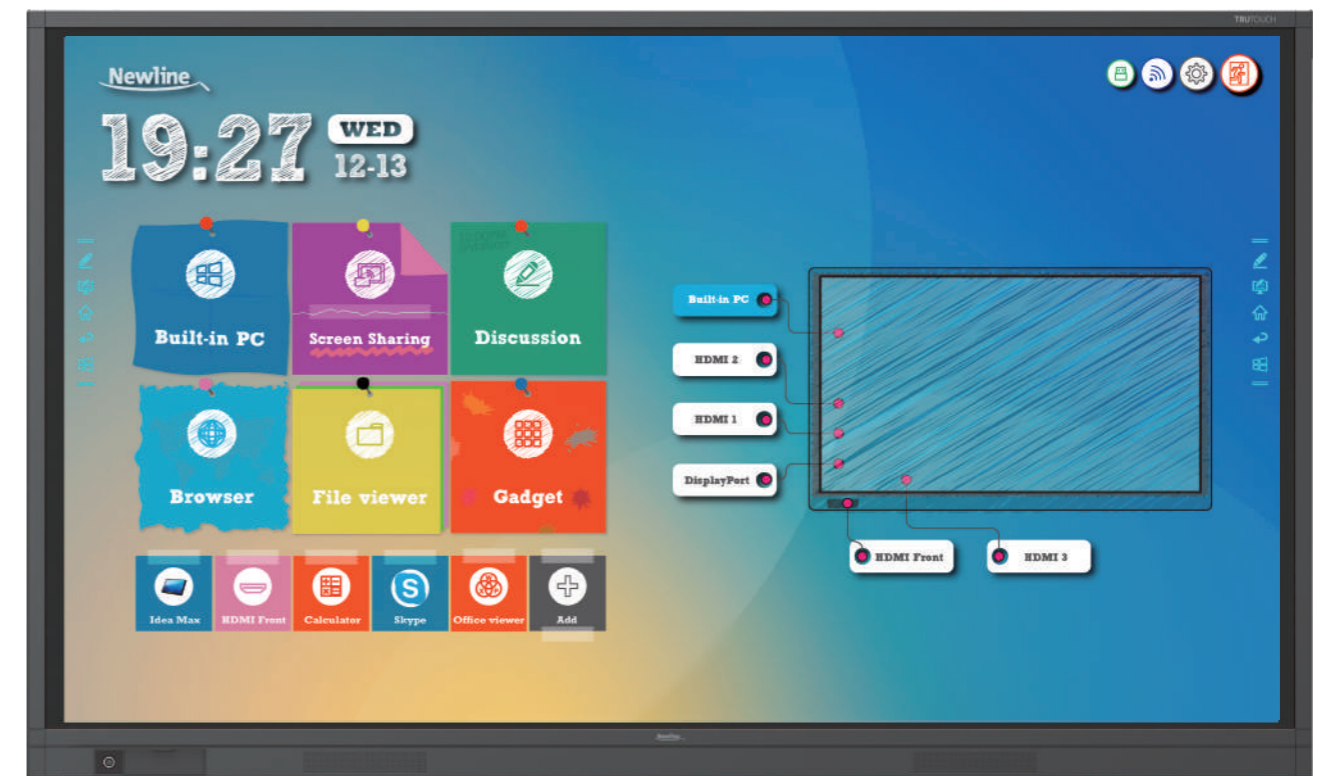 TRUTOUCH
Newline
19:27
WED
12-13
Built-in PC
Screen Sharing
Discussion
Browser
File viewer
Gadget
Idea Max
HDMI Front
Calculator
Skype
Office viewer
Add
Built-in PC
HDMI 2
HDMI 1
DisplayPort
HDMI Front
HDMI 3
Newline